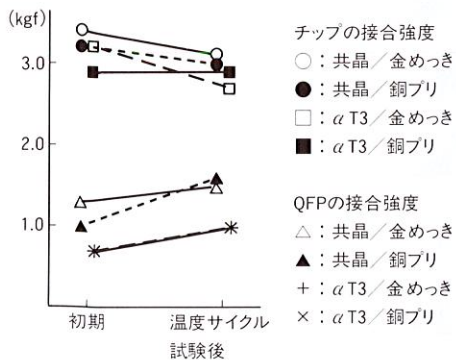 (kgf)
3.0
2.0
1.0
初期
温度サイクル
試験後
チップの接合強度
○：共晶／金めっき
●：共晶／銅プリ
□：αT3／金めっき
■：αT3／銅プリ
QFPの接合強度
△：共晶／金めっき
▲：共晶／銅プリ
+：αT3／金めっき
×：αT3／銅プリ